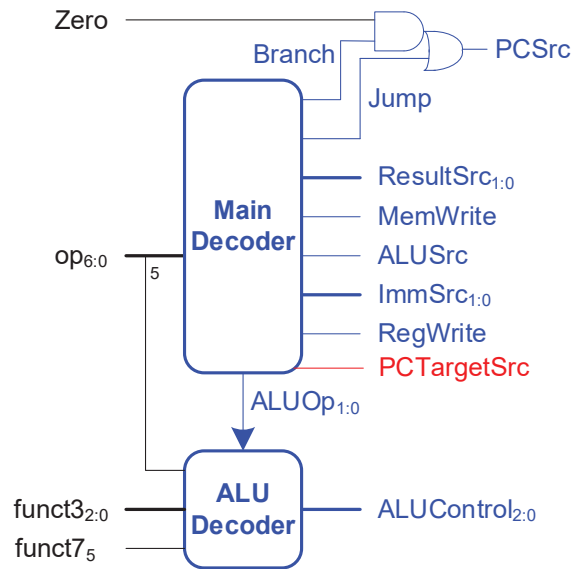 Zero
PCSrc
Branch
Jump
ResultSrc1:0
Main
Decoder
MemWrite
op6:0
5
ALUSrc
ImmSrc1:0
RegWrite
PCTargetSrc
ALUOp1:0
funct32:0
ALU
Decoder
ALUControl2:0
funct75